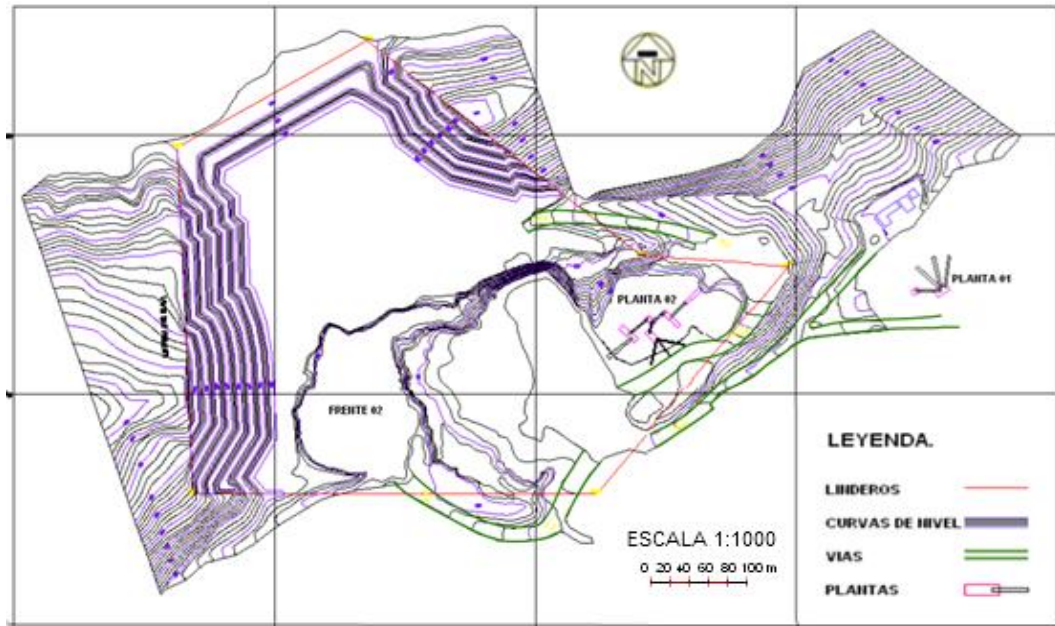 N
PLANTA 01
PLANTA 02
FRENTE 02
LEYENDA.
LINDEROS
CURVAS DE NIVEL
VIAS
PLANTAS
ESCALA 1:1000
0 20 40 60 80 100 m